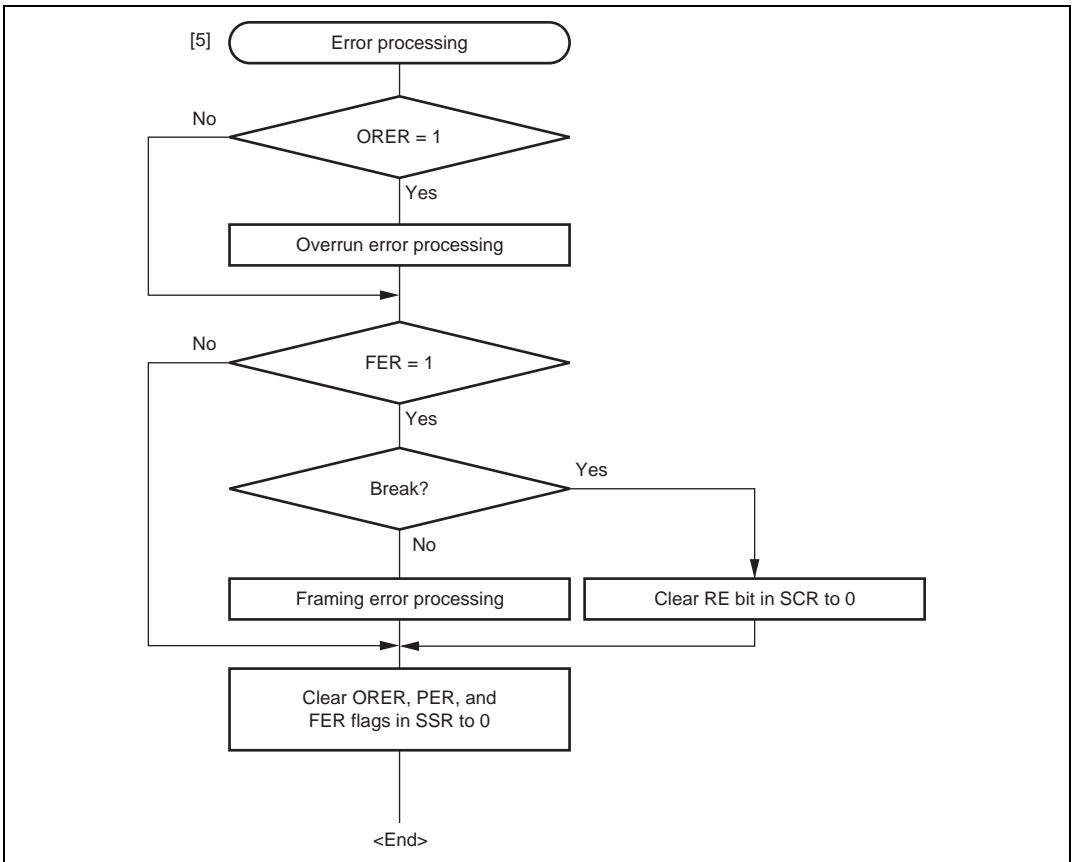 [5]
Error processing
No
ORER = 1
Yes
Overrun error processing
No
FER = 1
Yes
Break?
Yes
No
Framing error processing
Clear RE bit in SCR to 0
Clear ORER, PER, and
FER flags in SSR to 0
<End>